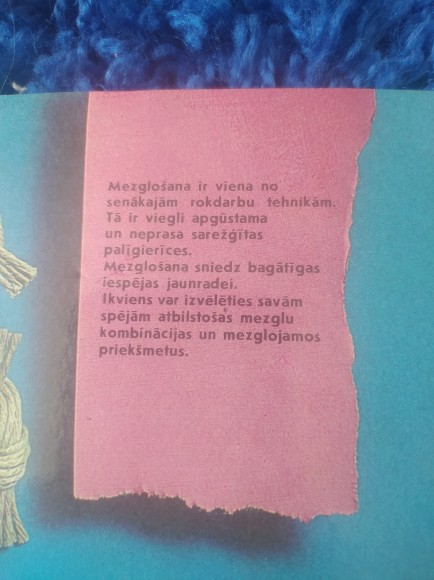 Mezglošana ir viena no
senākajām rokdarbu tehnikām.
Tā ir viegli apgūstama
un neprasa sarežģītas
palīgierīces.
Mezglošana sniedz bagātīgas
iespējas jaunradei.
Ikviens var izvēlēties savām
spējām atbilstošas mezglu
kombinācijas un mezglojamos
priekšmetus.